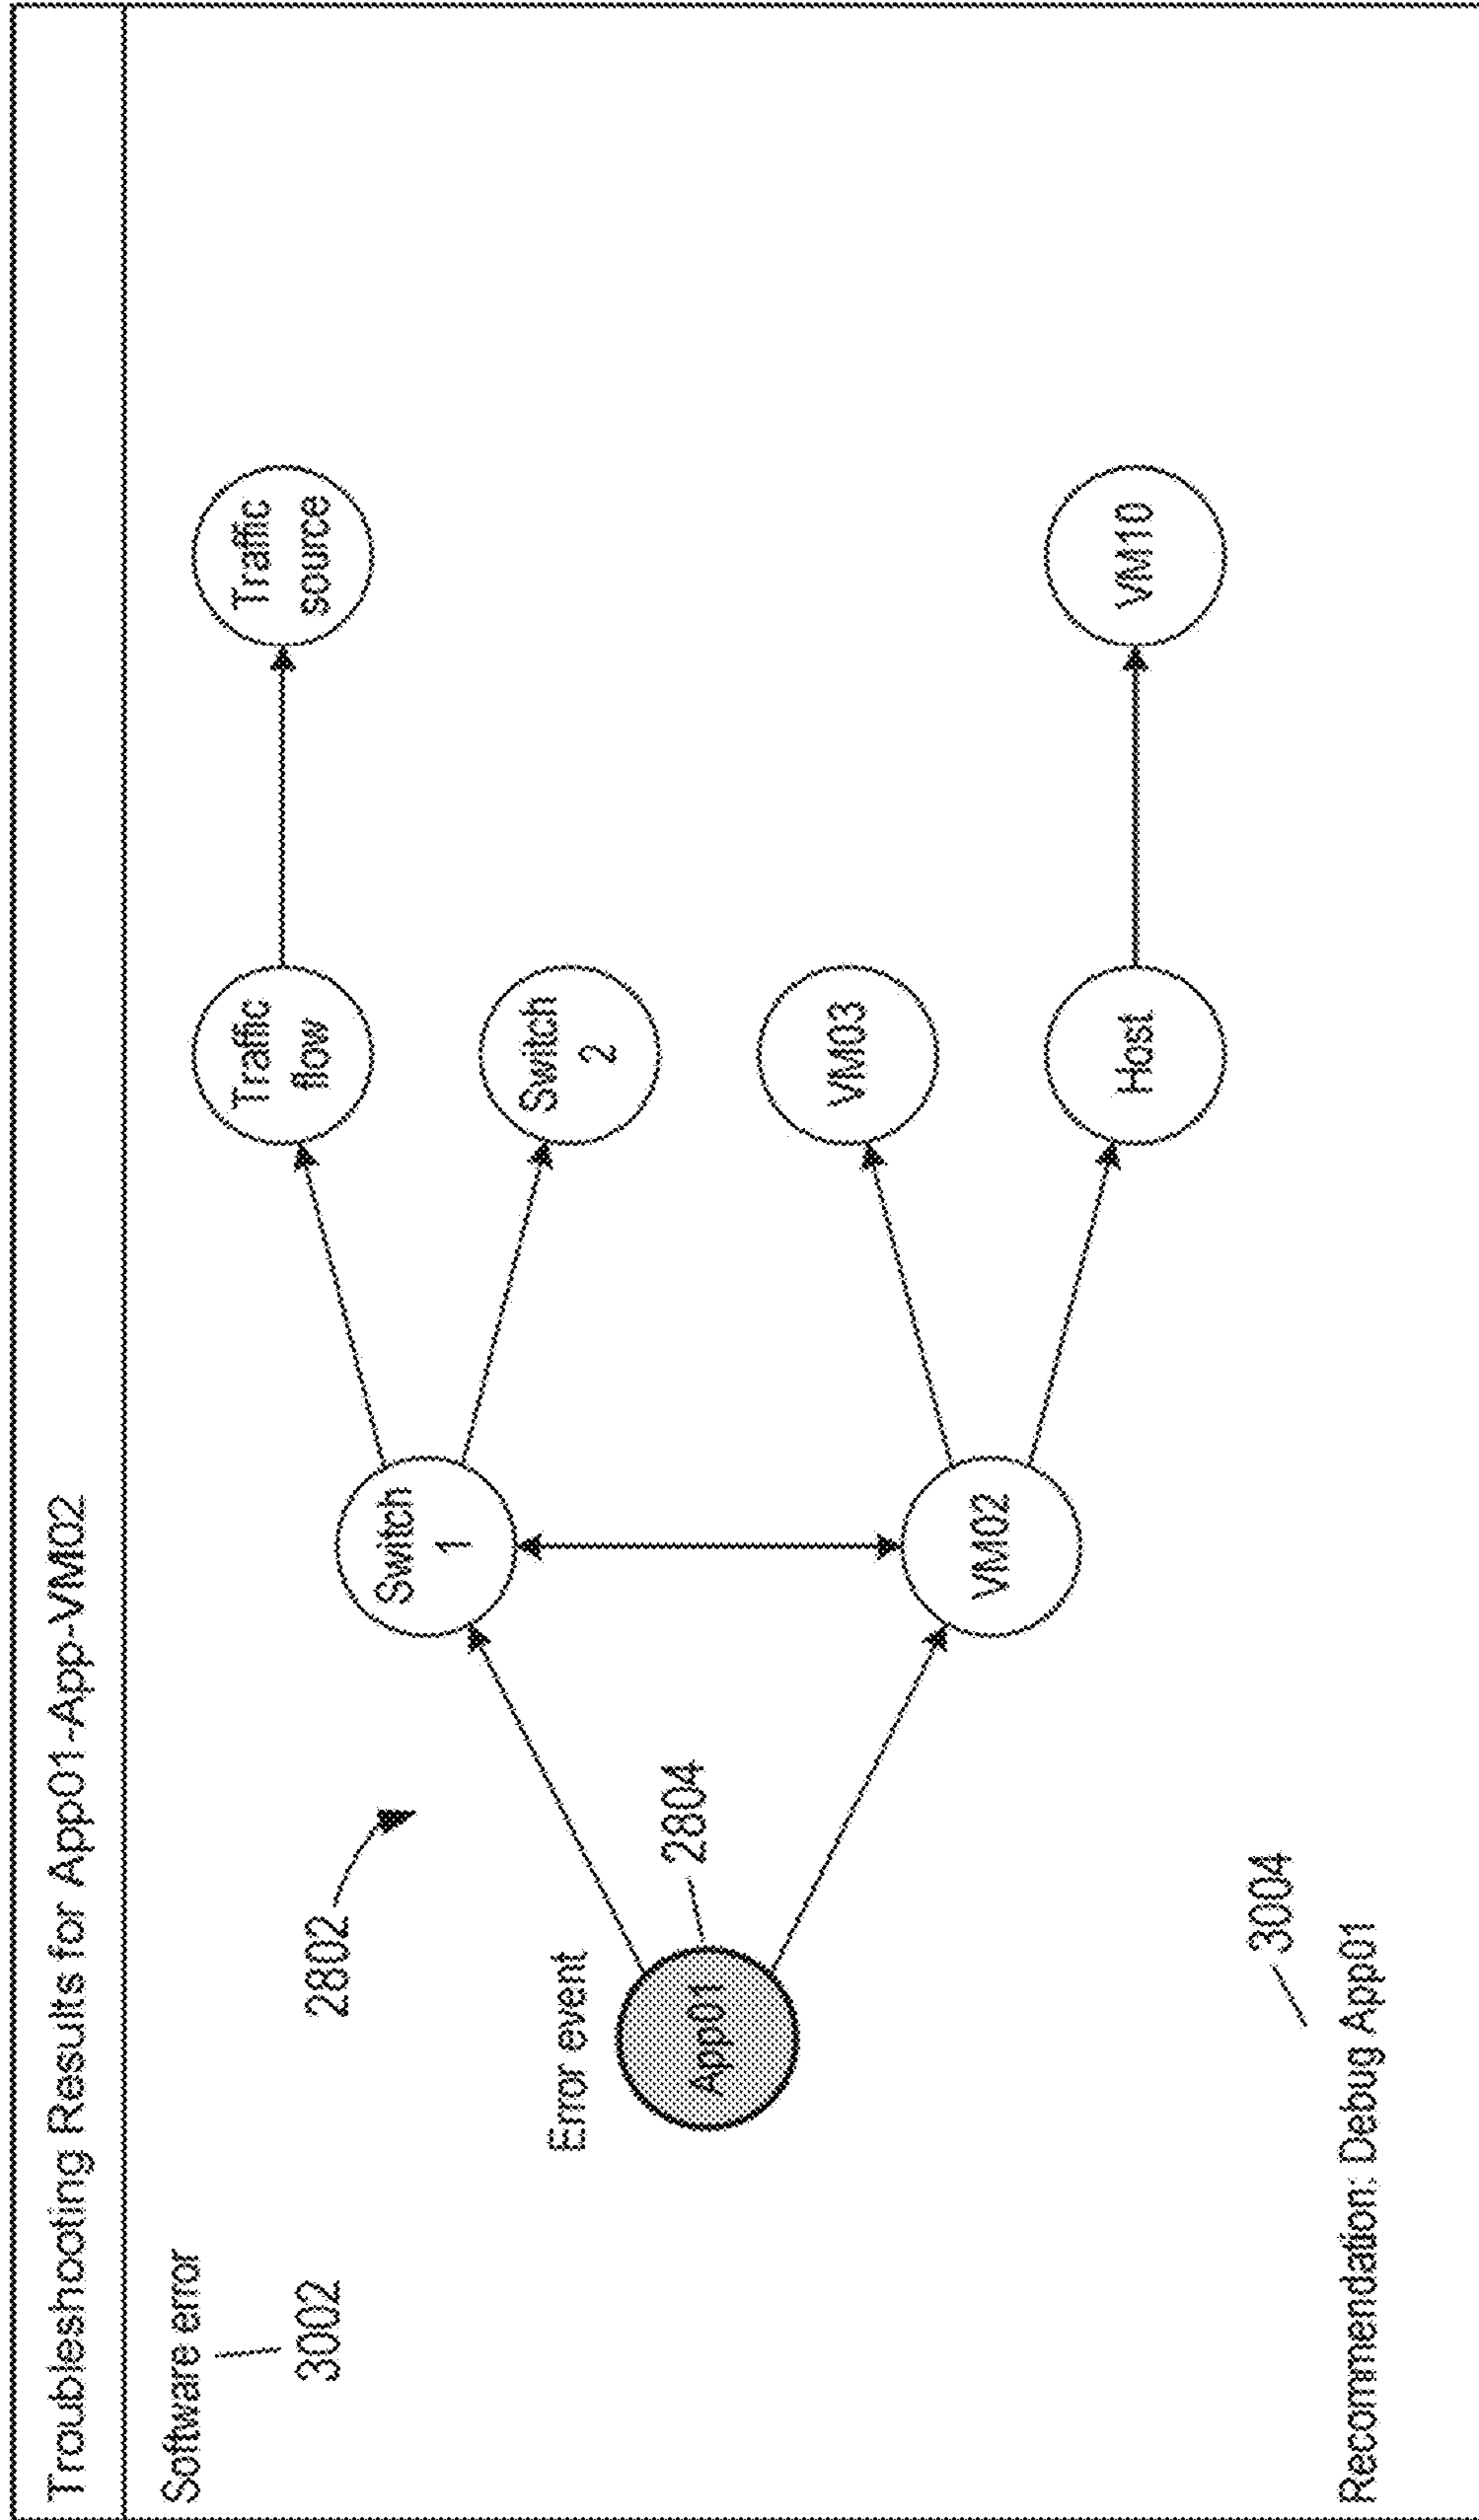 Troubleshooting Results for App01-App-VM02
Software error
3002
2802
Error event
App01
2804
Switch
1
VM02
Traffic
flow
Switch
2
VM03
Host
Traffic
source
VM10
3004
Recommendation: Debug App01